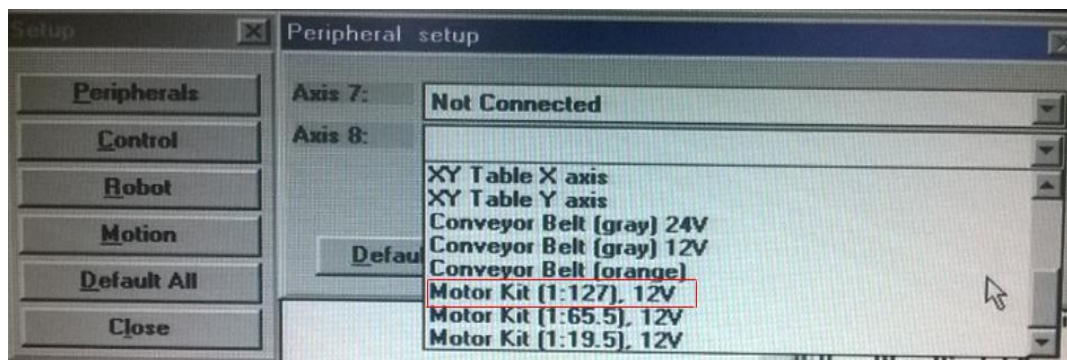 Setup
Peripheral setup
Peripherals
Control
Robot
Motion
Default All
Close
Axis 7:
Not Connected
Axis 8:
XY Table X axis
XY Table Y axis
Conveyor Belt (gray) 24V
Conveyor Belt (gray) 12V
Conveyor Belt (orange)
Motor Kit (1:127), 12V
Motor Kit (1:65.5), 12V
Motor Kit (1:19.5), 12V
Defau